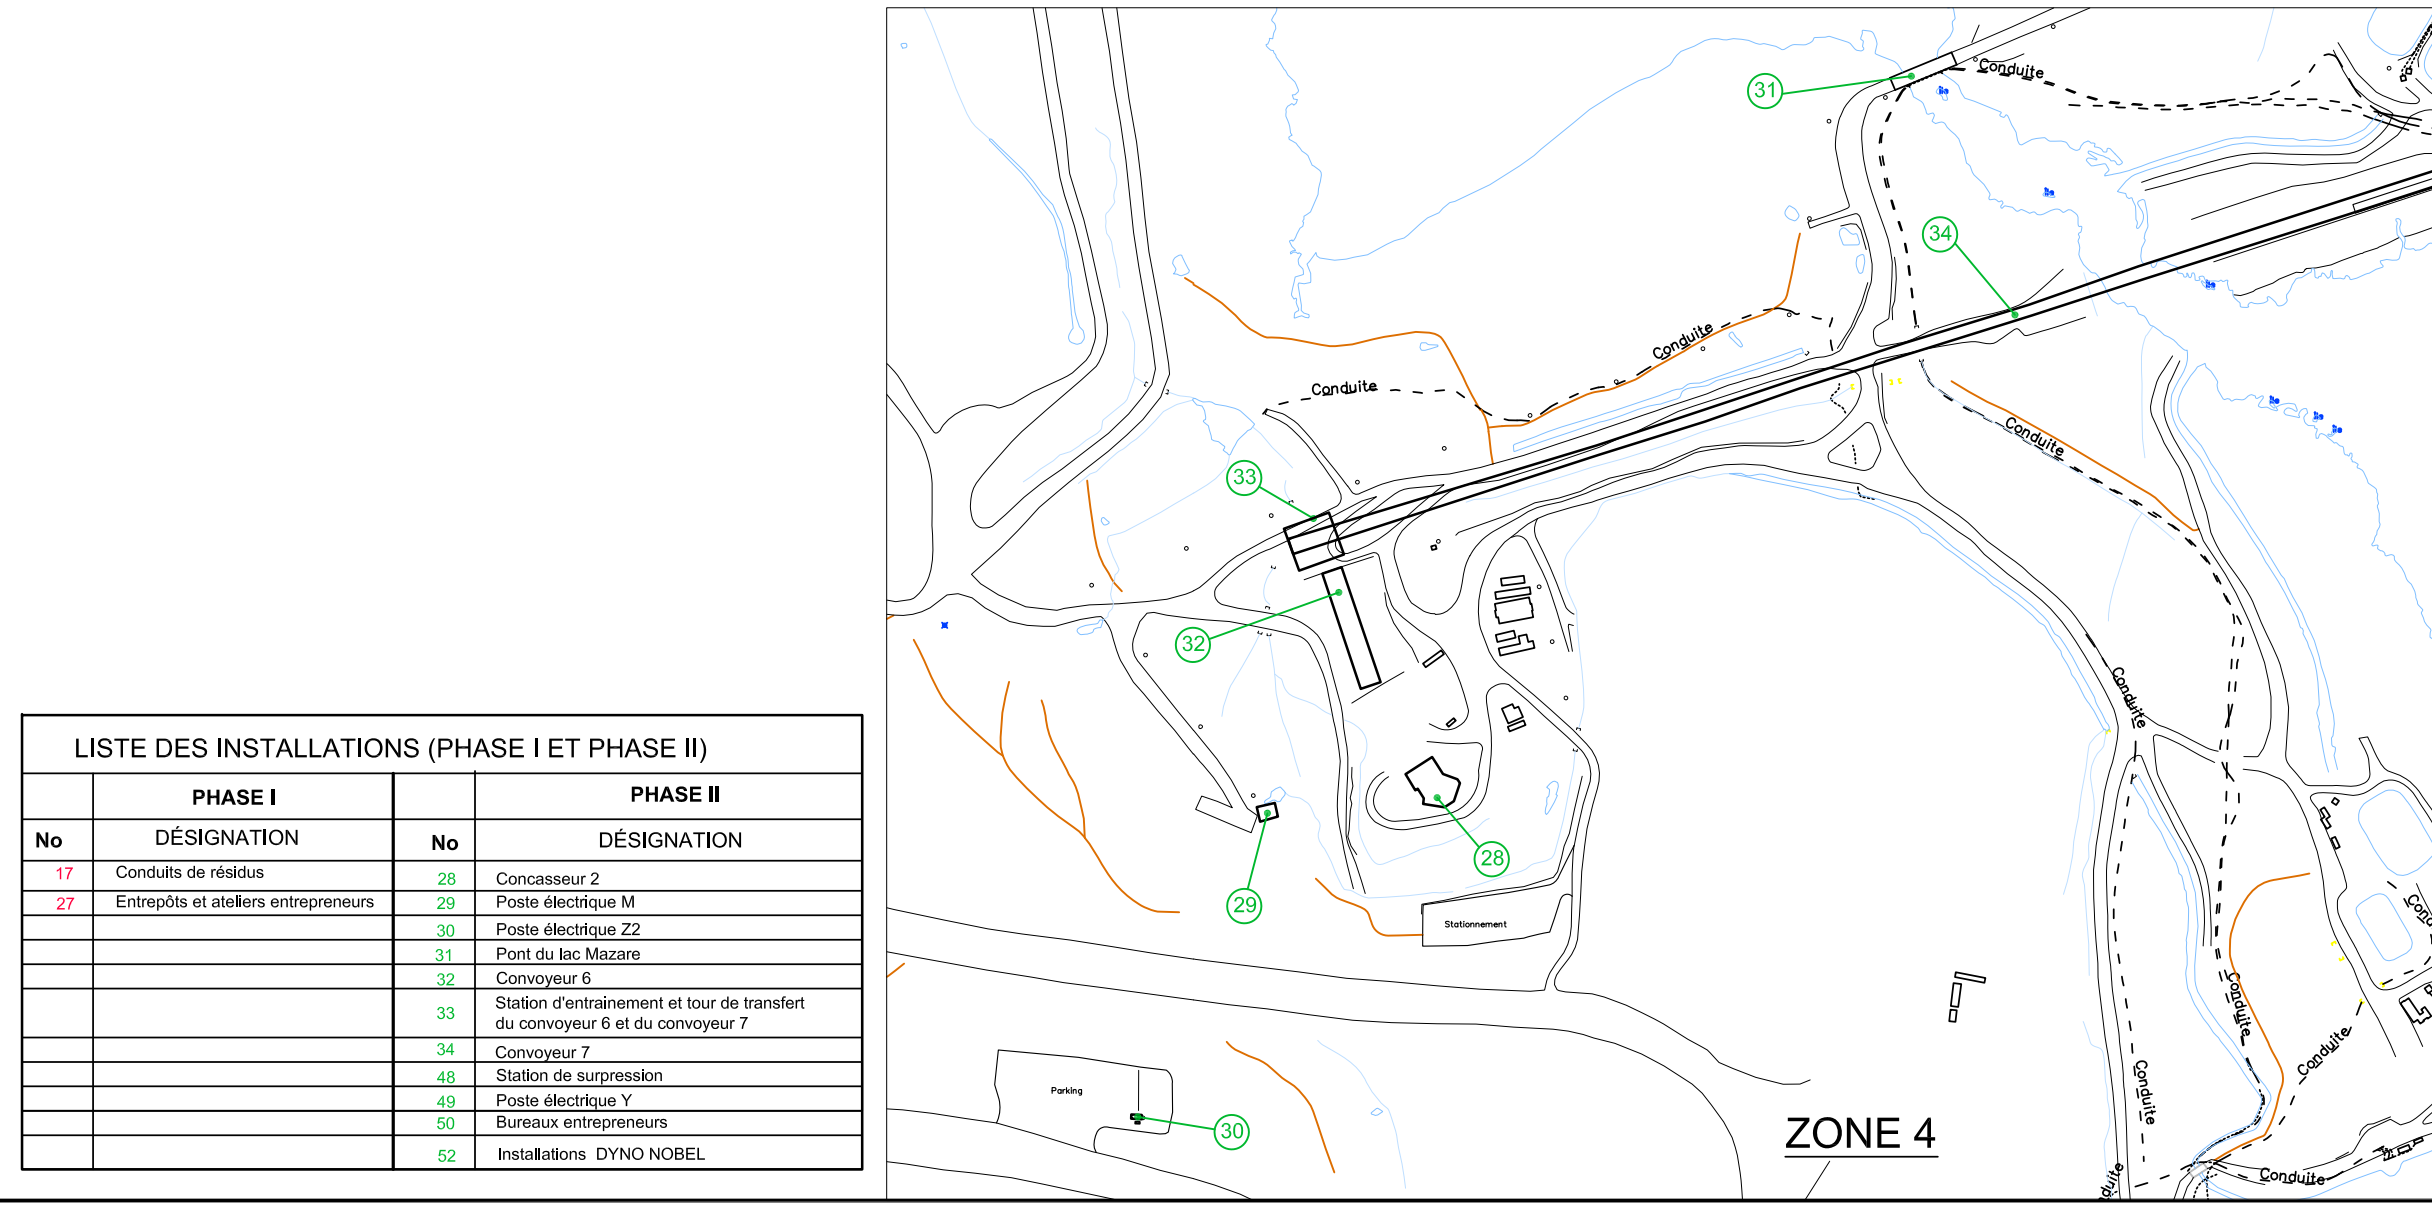 LISTE DES INSTALLATIONS (PHASE I ET PHASE II)
PHASE I
PHASE II
No
DÉSIGNATION
No
DÉSIGNATION
17 Conduits de résidus
27 Entrepôts et ateliers entrepreneurs
28 Concasseur 2
29 Poste électrique M
30 Poste électrique Z2
31 Pont du lac Mazare
32 Convoyeur 6
33 Station d'entrainement et tour de transfert
du convoyeur 6 et du convoyeur 7
34 Convoyeur 7
48 Station de surpression
49 Poste électrique Y
50 Bureaux entrepreneurs
52 Installations DYNO NOBEL
31
Conduite
34
Conduite
Conduite
Conduite
33
32
Conduite
28
29
Stationnement
Conduite
Conduite
Conduite
Parking
30
ZONE 4
Conduite